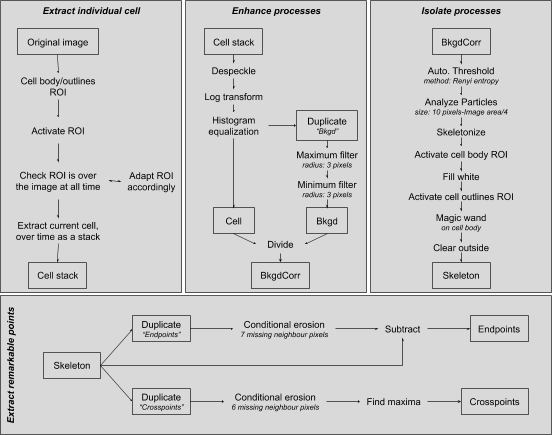 Extract individual cell
Original image
Cell body/outlines
ROI
Activate ROI
Check ROI is over
the image at all time
Adapt ROI
accordingly
Extract current cell,
over time as a stack
Cell stack
Enhance processes
Cell stack
Despeckle
Log transform
Histogram
equalization
Duplicate
"Bkgd"
Maximum filter
radius: 3 pixels
Minimum filter
radius: 3 pixels
Cell
Bkgd
Divide
BkgdCorr
Isolate processes
BkgdCorr
Auto. Threshold
method: Renyi entropy
Analyze Particles
size: 10 pixels-Image area/4
Skeletonize
Activate cell body ROI
Fill white
Activate cell outlines ROI
Magic wand
on cell body
Clear outside
Skeleton
Extract remarkable points
Skeleton
Duplicate
"Endpoints"
Conditional erosion
7 missing neighbour pixels
Subtract
Endpoints
Duplicate
"Crosspoints"
Conditional erosion
6 missing neighbour pixels
Find maxima
Crosspoints